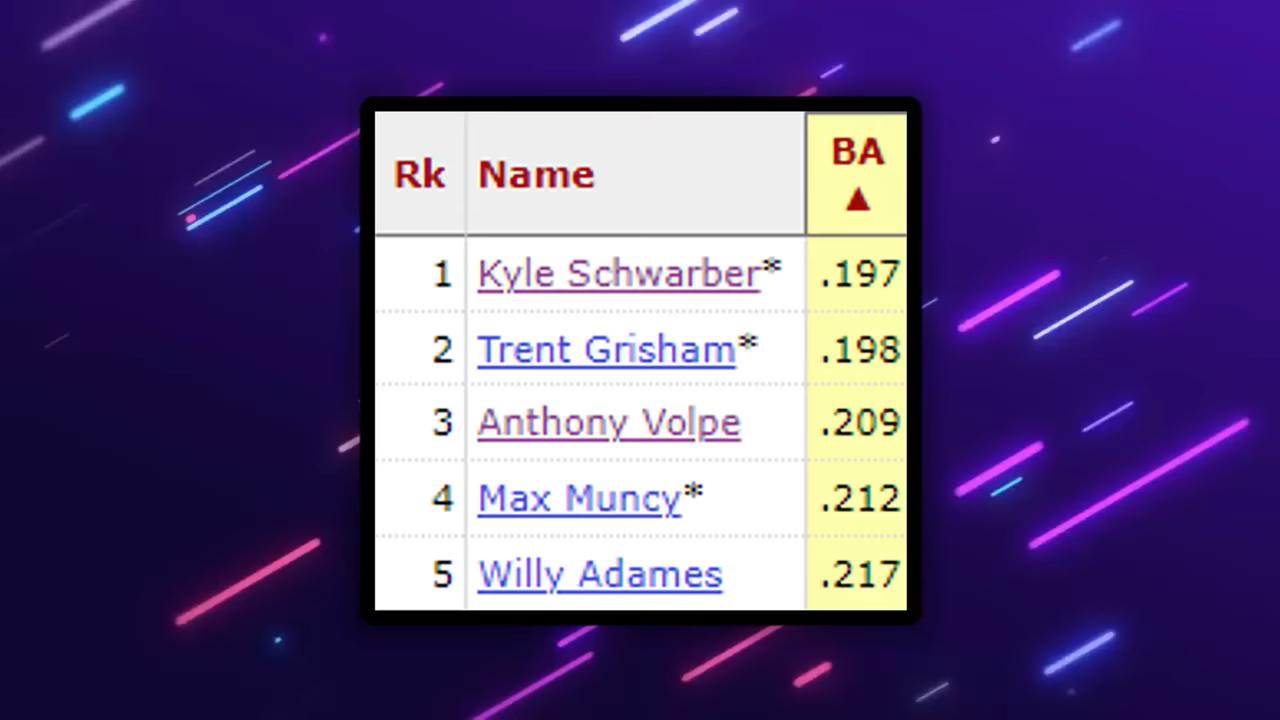 Rk Name BA
▲
1 Kyle Schwarber* .197
2 Trent Grisham* .198
3 Anthony Volpe .209
4 Max Muncy* .212
5 Willy Adames .217